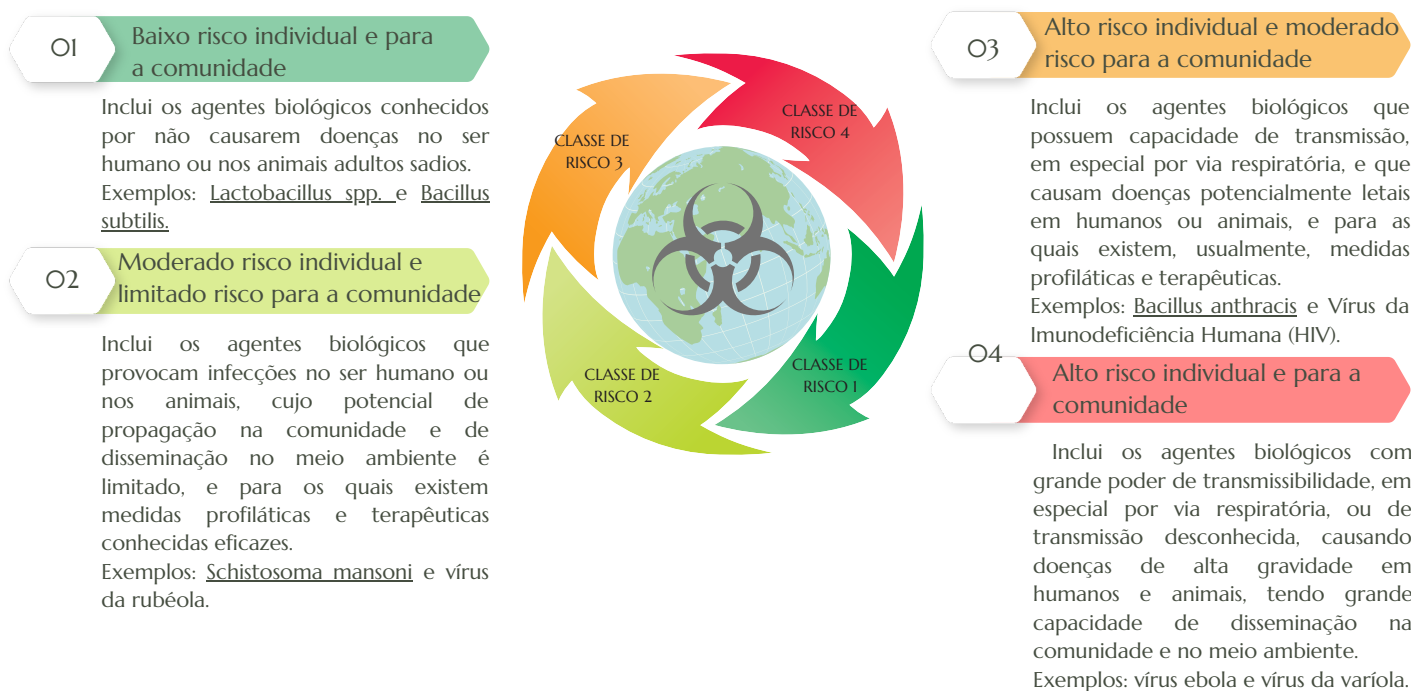 01
Baixo risco individual e para
a comunidade
Inclui os agentes biológicos conhecidos
por não causarem doenças no ser
humano ou nos animais adultos sadios.
Exemplos: Lactobacillus spp. e Bacillus
subtilis.
02
Moderado risco individual e
limitado risco para a comunidade
Inclui os agentes biológicos que
provocam infecções no ser humano ou
nos animais, cujo potencial de
propagação na comunidade e de
disseminação no meio ambiente é
limitado, e para os quais existem
medidas profiláticas e terapêuticas
conhecidas eficazes.
Exemplos: Schistosoma mansoni e vírus
da rubéola.
CLASSE DE
RISCO 3
CLASSE DE
RISCO 4
CLASSE DE
RISCO 2
CLASSE DE
RISCO 1
03
Alto risco individual e moderado
risco para a comunidade
Inclui os agentes biológicos que
possuem capacidade de transmissão,
em especial por via respiratória, e que
causam doenças potencialmente letais
em humanos ou animais, e para as
quais existem, usualmente, medidas
profiláticas e terapêuticas.
Exemplos: Bacillus anthracis e Vírus da
Imunodeficiência Humana (HIV).
04
Alto risco individual e para a
comunidade
Inclui os agentes biológicos com
grande poder de transmissibilidade, em
especial por via respiratória, ou de
transmissão desconhecida, causando
doenças de alta gravidade em
humanos e animais, tendo grande
capacidade de disseminação na
comunidade e no meio ambiente.
Exemplos: vírus ebola e vírus da varíola.